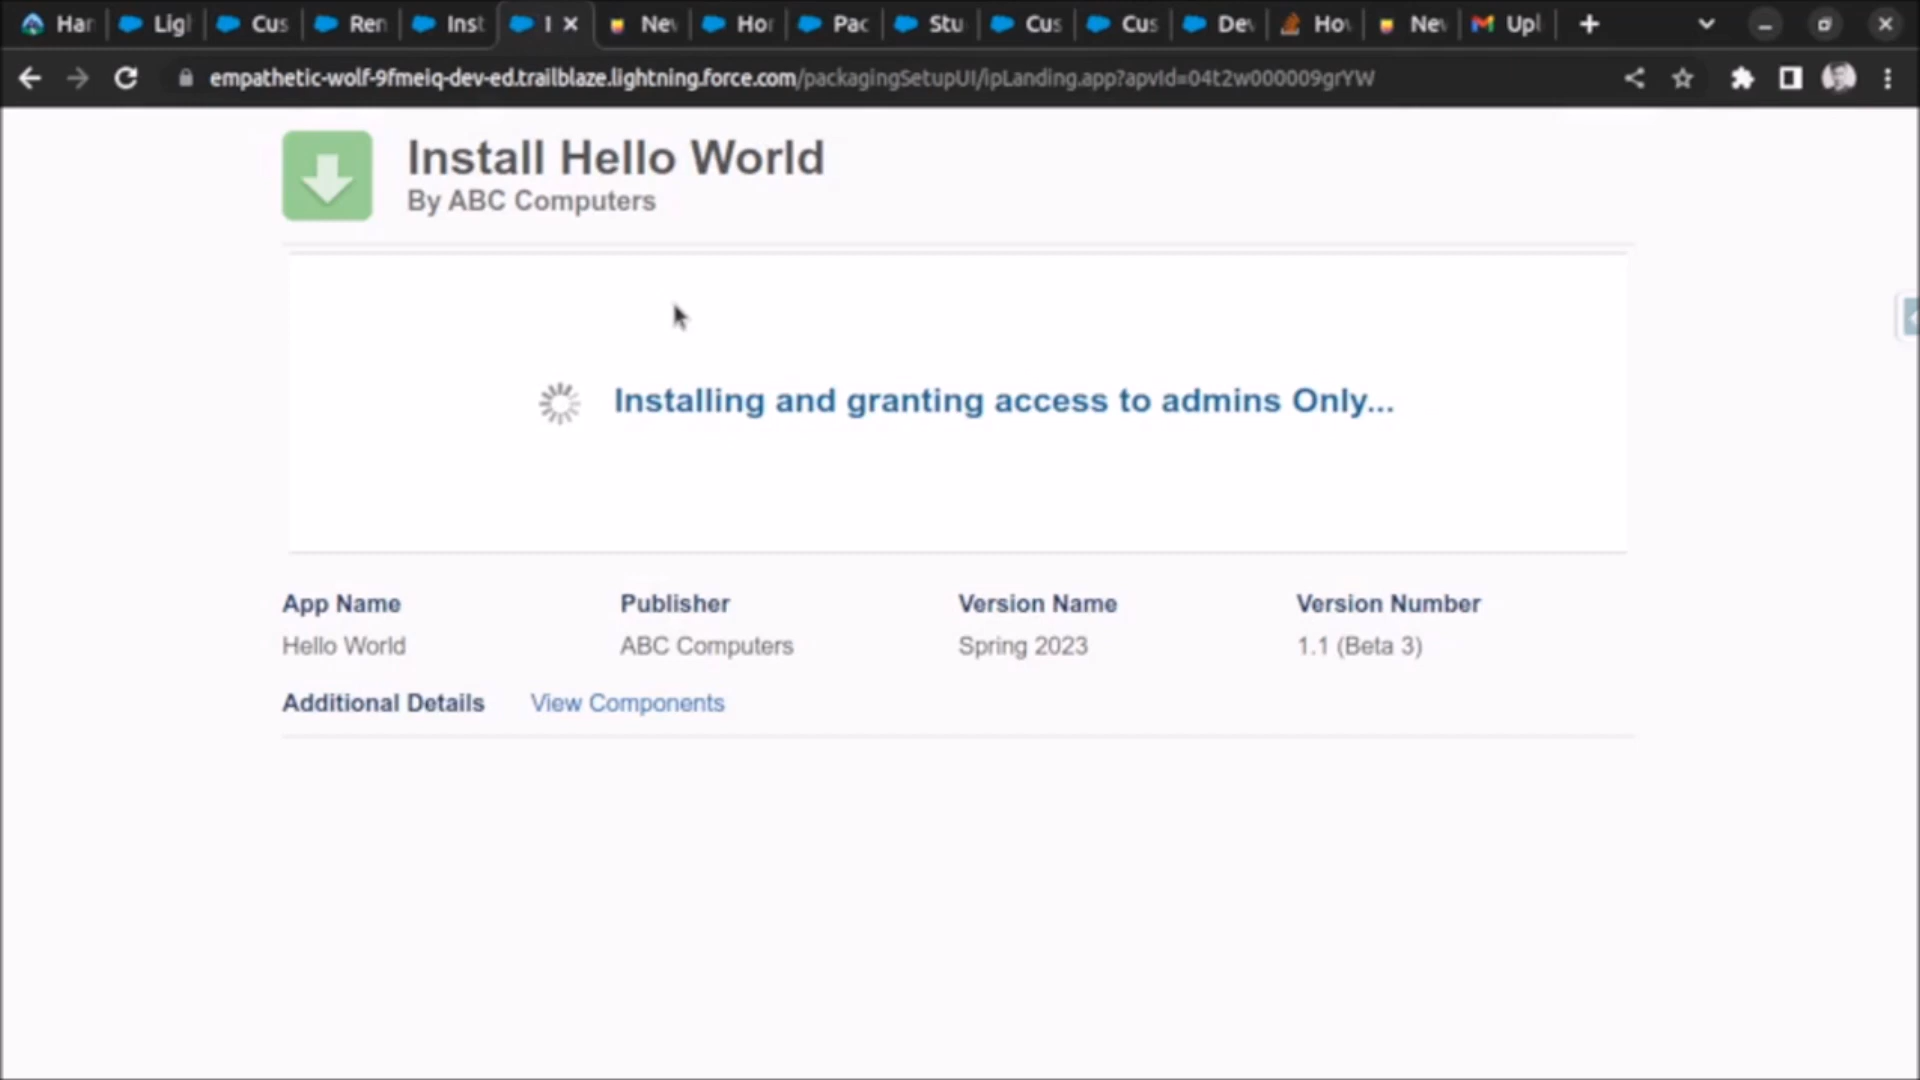 Har
Lig
Cus
Ren
Inst
I
Nev
Hor
Pac
Stu
Cus
Cus
Dev
Hov
Nev
Upl
empathetic-wolf-9fmeiq-dev-ed.trailblaze.lightning.force.com/packagingSetupUI/ipLanding.app?apvId=04t2w000009grYW
Install Hello World
By ABC Computers
Installing and granting access to admins Only...
App Name
Publisher
Version Name
Version Number
Hello World
ABC Computers
Spring 2023
1.1 (Beta 3)
Additional Details
View Components